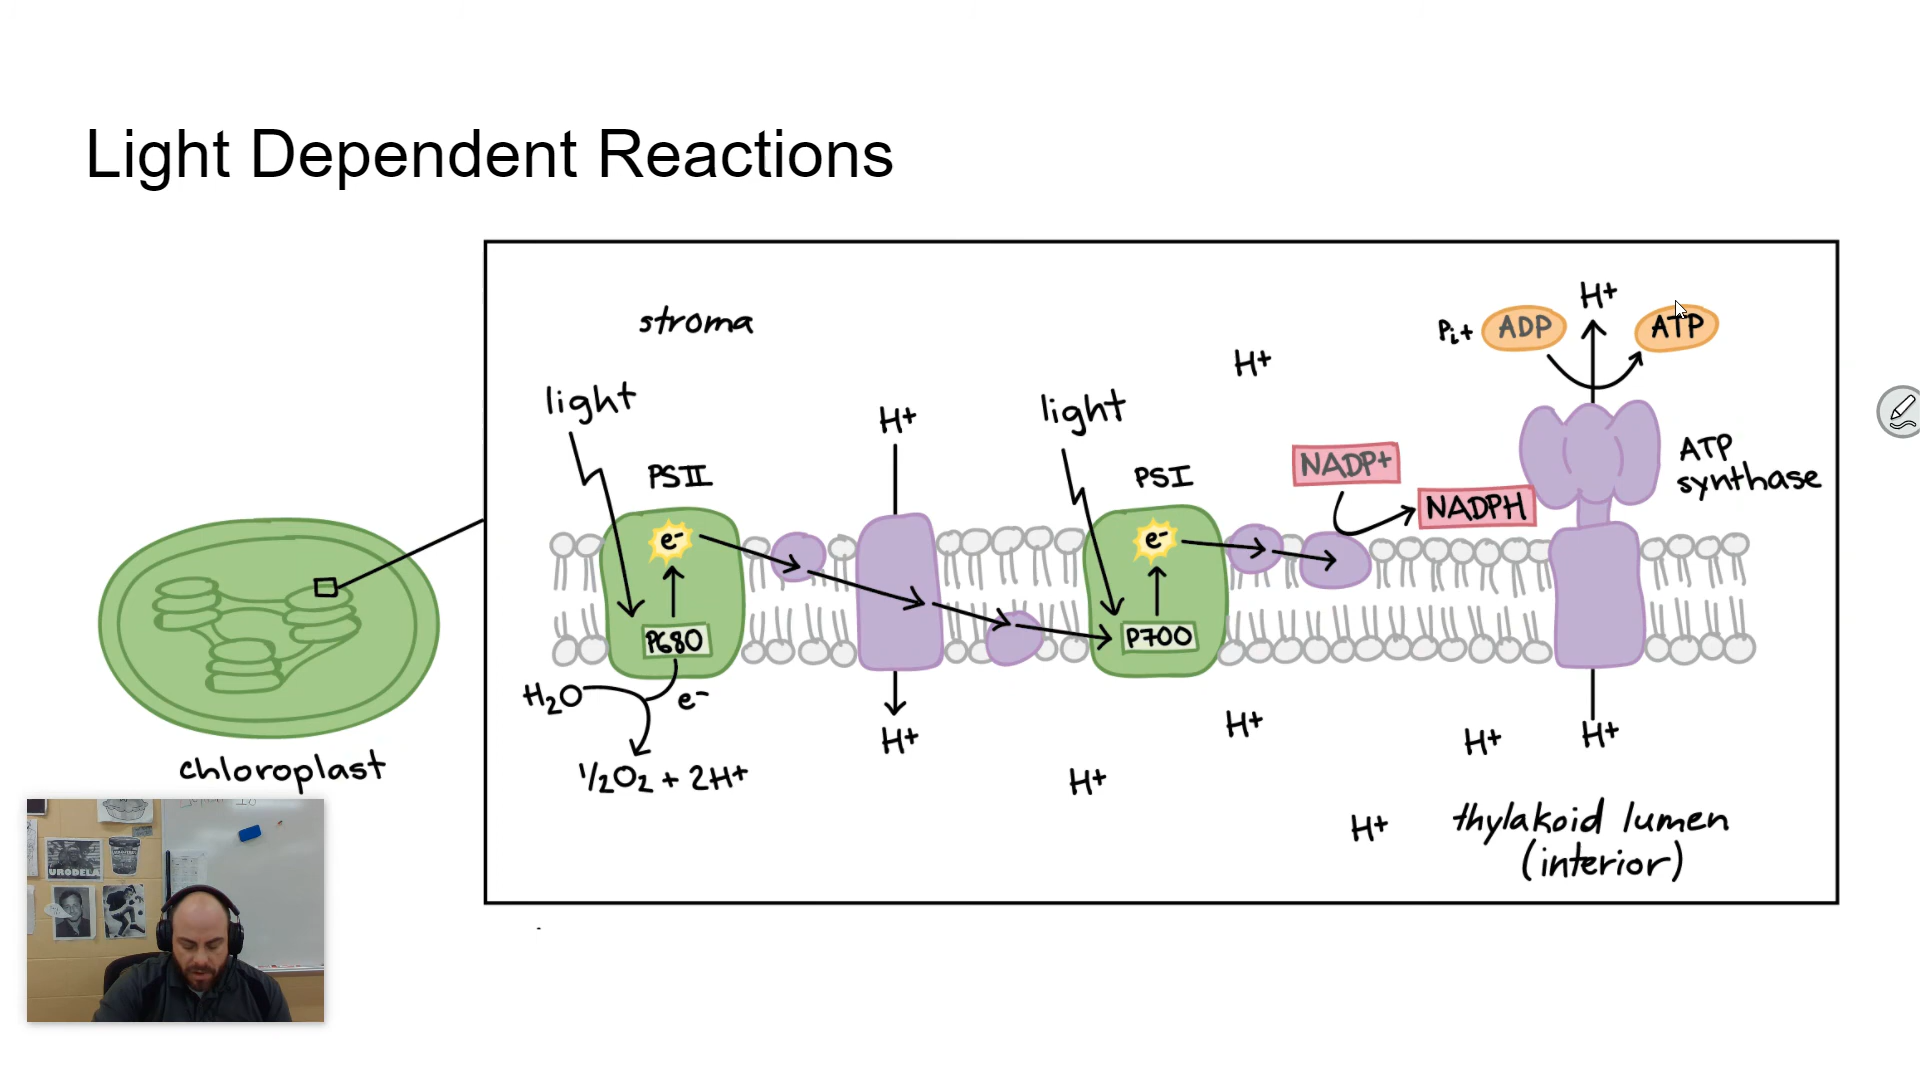 Light Dependent Reactions
stroma
light
PSII
e-
P680
H₂O
e-
½O₂ + 2H+
H+
H+
light
PSI
e-
P700
H+
NADP+
NADPH
Pi+ ADP
H+
ATP
ATP
synthase
H+
H+
H+
H+
H+
thylakoid lumen
(interior)
chloroplast
URODELA